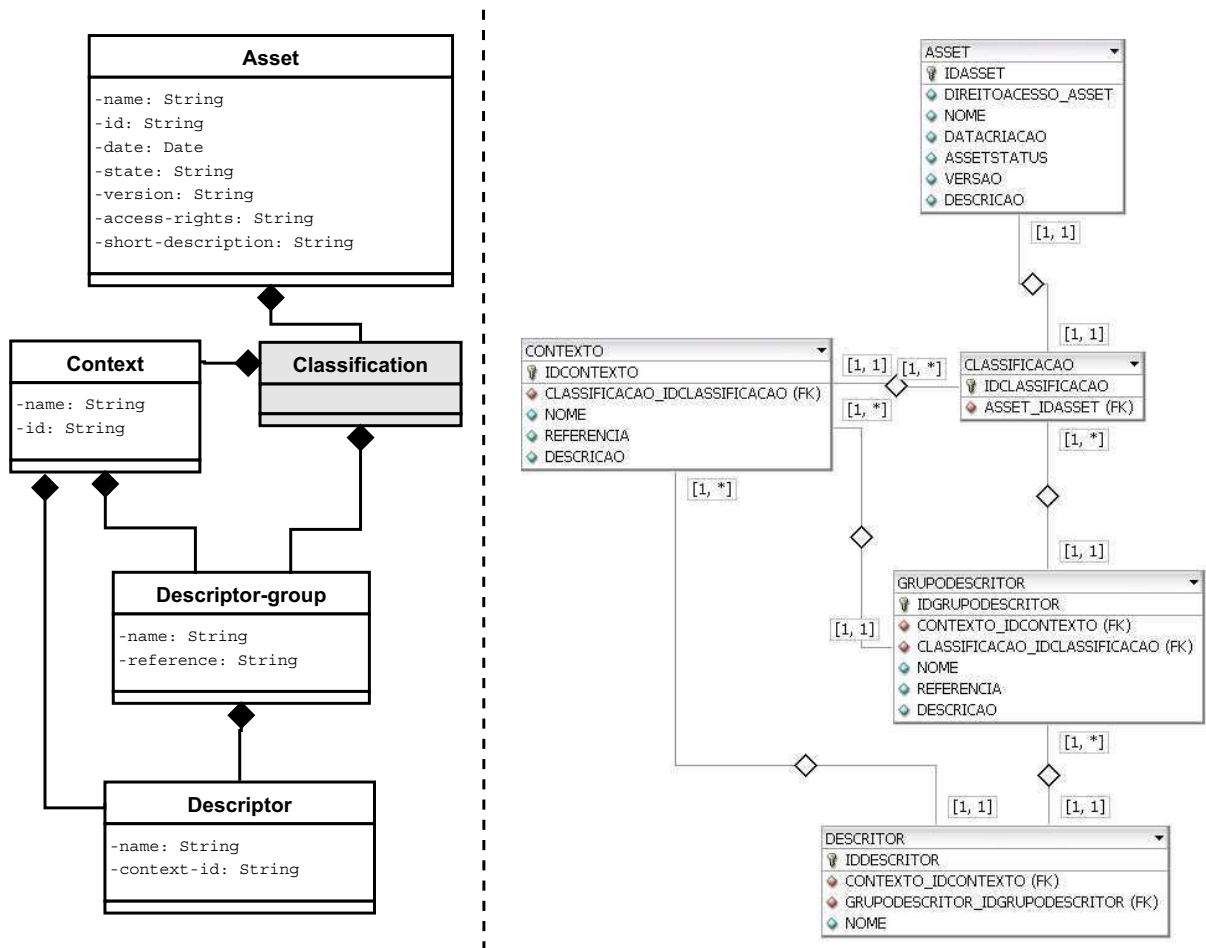 Asset
-name: String
-id: String
-date: Date
-state: String
-version: String
-access-rights: String
-short-description: String
Context
-name: String
-id: String
Classification
Descriptor-group
-name: String
-reference: String
Descriptor
-name: String
-context-id: String
ASSET
IDASSET
DIREITOACESSO_ASSET
NOME
DATACRIACAO
ASSETSTATUS
VERSAO
DESCRICAO
[1, 1]
[1, 1]
CONTEXTO
IDCONTEXTO
CLASSIFICACAO_IDCLASSIFICACAO (FK)
NOME
REFERENCIA
DESCRICAO
[1, 1]
[1, *]
[1, *]
CLASSIFICACAO
IDCLASSIFICACAO
ASSET_IDASSET (FK)
[1, *]
[1, *]
[1, 1]
GRUPODESCRITOR
IDGRUPODESCRITOR
CONTEXTO_IDCONTEXTO (FK)
CLASSIFICACAO_IDCLASSIFICACAO (FK)
NOME
REFERENCIA
DESCRICAO
[1, 1]
[1, *]
[1, 1]
[1, 1]
DESCRITOR
IDDESCRITOR
CONTEXTO_IDCONTEXTO (FK)
GRUPODESCRITOR_IDGRUPODESCRITOR (FK)
NOME